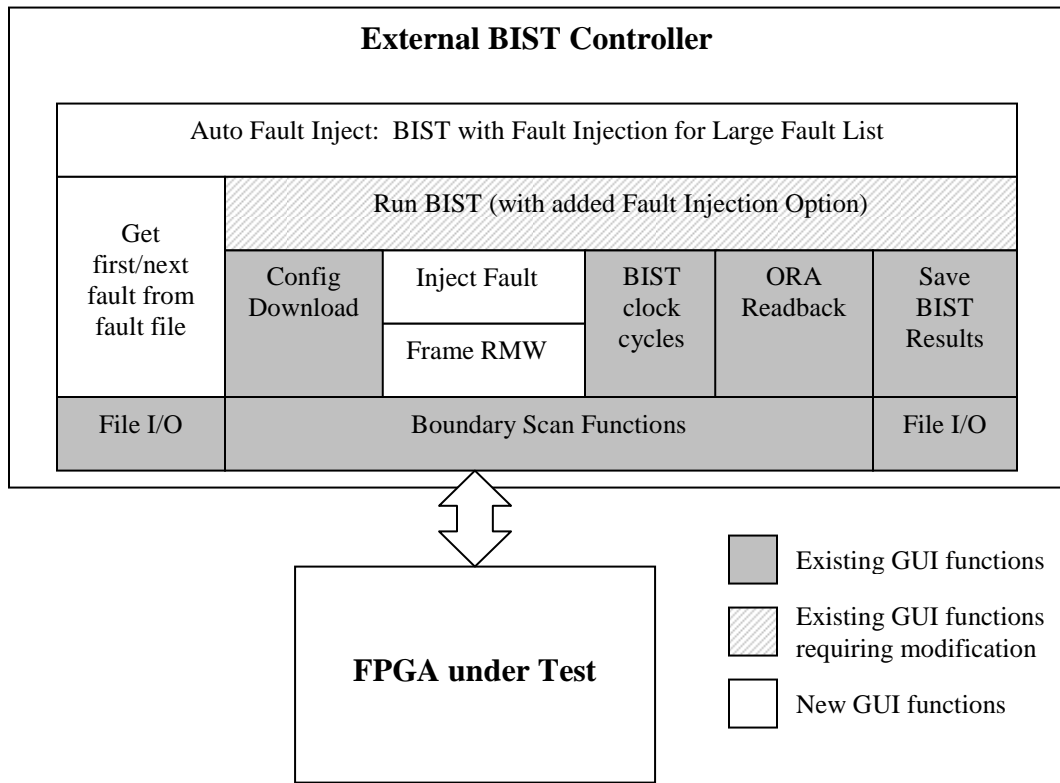 External BIST Controller
Auto Fault Inject: BIST with Fault Injection for Large Fault List
Get
first/next
fault from
fault file
Run BIST (with added Fault Injection Option)
Config
Download
Inject Fault
Frame RMW
BIST
clock
cycles
ORA
Readback
Save
BIST
Results
File I/O
Boundary Scan Functions
File I/O
FPGA under Test
Existing GUI functions
Existing GUI functions
requiring modification
New GUI functions